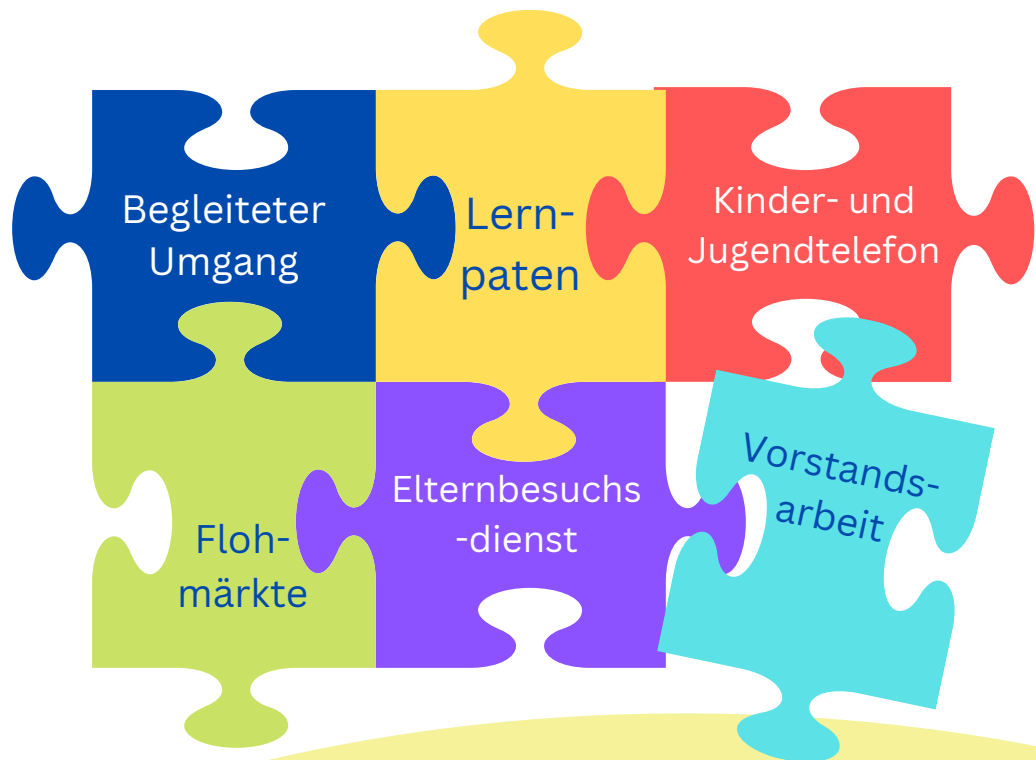 Begleiteter
Umgang
Lern-
paten
Kinder- und
Jugendtelefon
Floh-
märkte
Elternbesuchs
-dienst
Vorstands-
arbeit